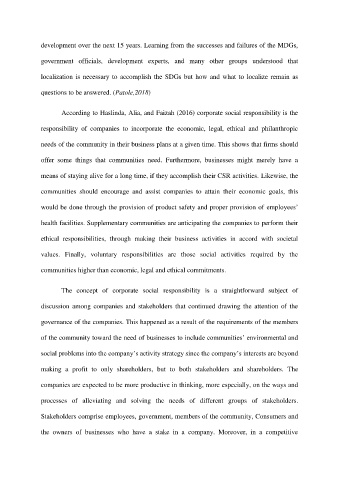 development over the next 15 years. Learning from the successes and failures of the MDGs,
government officials, development experts, and many other groups understood that
localization is necessary to accomplish the SDGs but how and what to localize remain as
questions to be answered. (Patole,2018)
According to Haslinda, Alia, and Faizah (2016) corporate social responsibility is the
responsibility of companies to incorporate the economic, legal, ethical and philanthropic
needs of the community in their business plans at a given time. This shows that firms should
offer some things that communities need. Furthermore, businesses might merely have a
means of staying alive for a long time, if they accomplish their CSR activities. Likewise, the
communities should encourage and assist companies to attain their economic goals, this
would be done through the provision of product safety and proper provision of employees'
health facilities. Supplementary communities are anticipating the companies to perform their
ethical responsibilities, through making their business activities in accord with societal
values. Finally, voluntary responsibilities are those social activities required by the
communities higher than economic, legal and ethical commitments.
The concept of corporate social responsibility is a straightforward subject of
discussion among companies and stakeholders that continued drawing the attention of the
governance of the companies. This happened as a result of the requirements of the members
of the community toward the need of businesses to include communities' environmental and
social problems into the company's activity strategy since the company's interests are beyond
making a profit to only shareholders, but to both stakeholders and shareholders. The
companies are expected to be more productive in thinking, more especially, on the ways and
processes of alleviating and solving the needs of different groups of stakeholders.
Stakeholders comprise employees, government, members of the community, Consumers and
the owners of businesses who have a stake in a company. Moreover, in a competitive